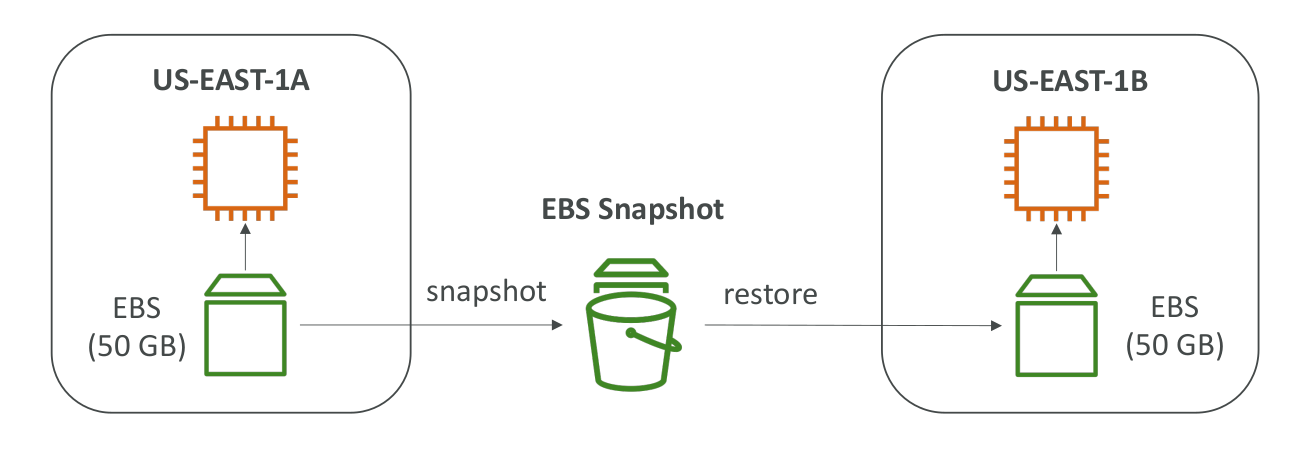 US-EAST-1A
US-EAST-1B
EBS Snapshot
snapshot
restore
EBS
(50 GB)
EBS
(50 GB)